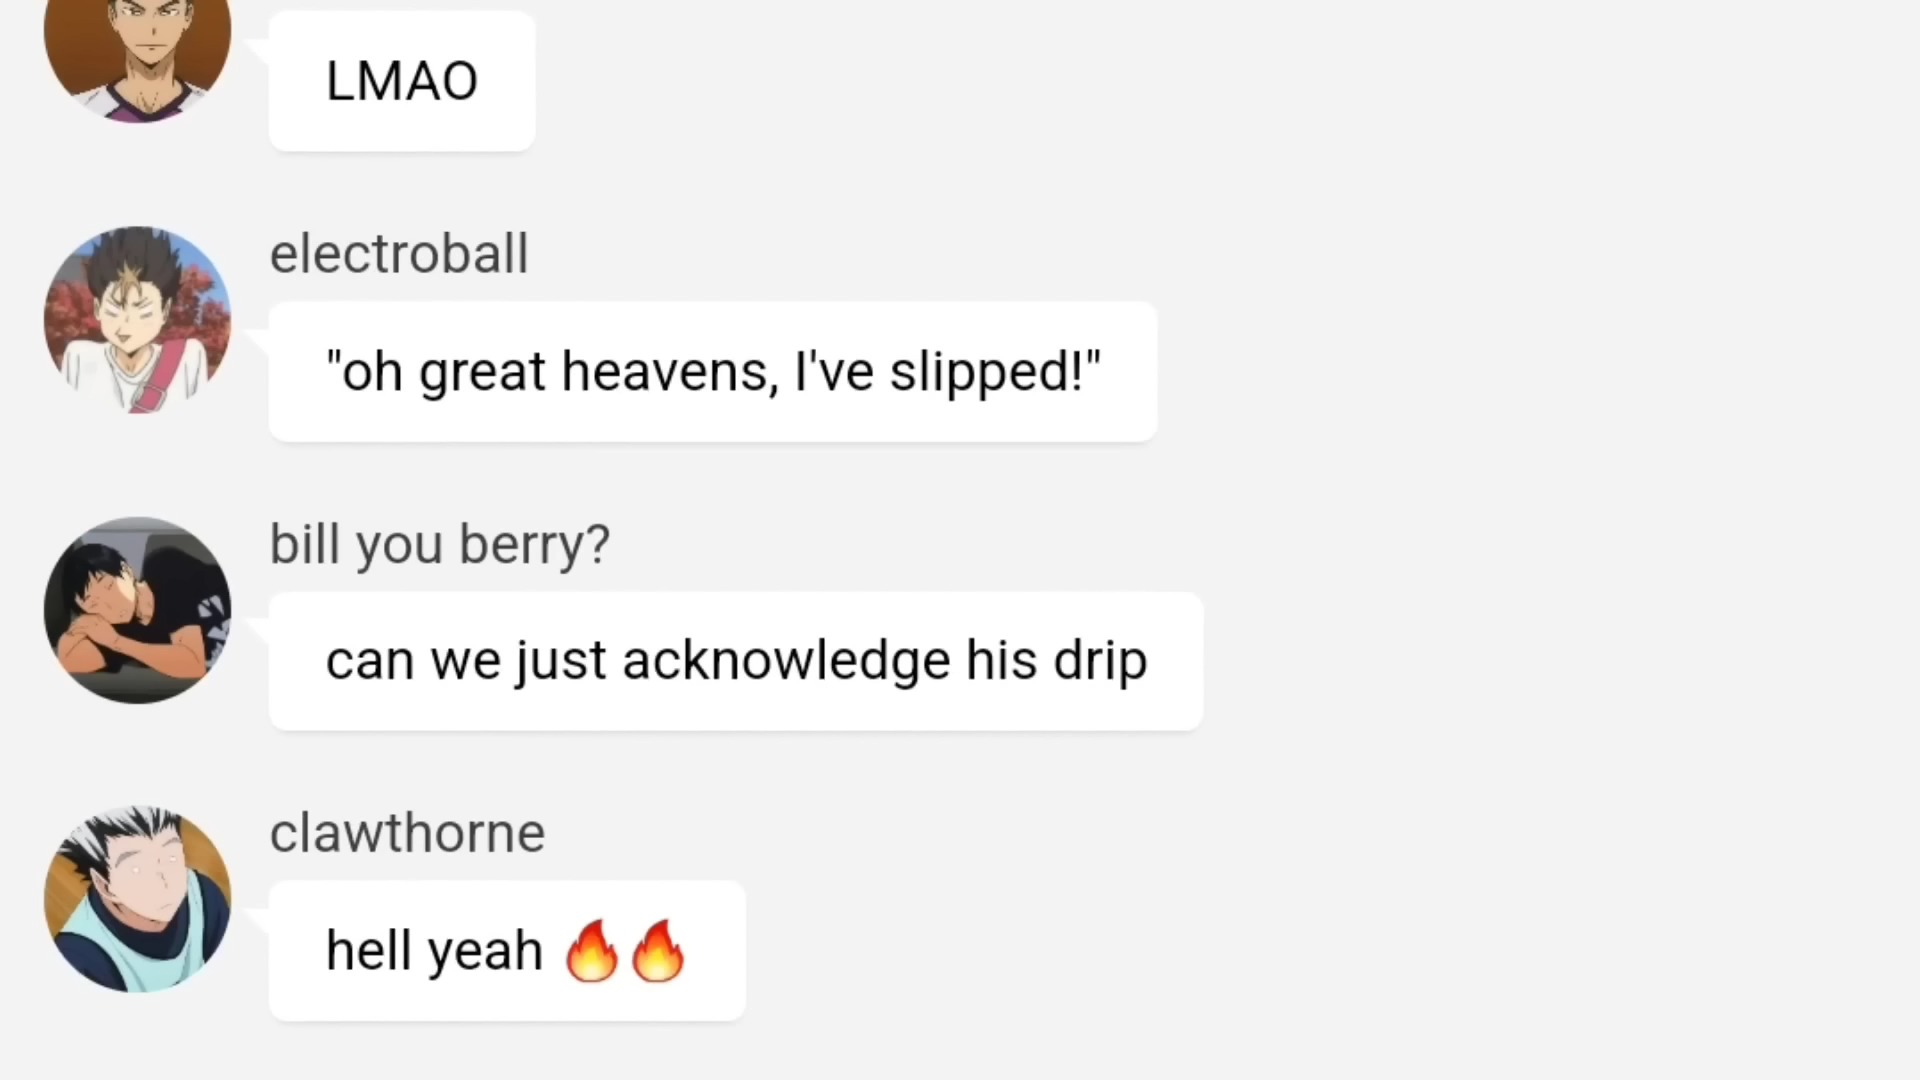 LMAO
electroball
"oh great heavens, I've slipped!"
bill you berry?
can we just acknowledge his drip
clawthorne
hell yeah 🔥🔥